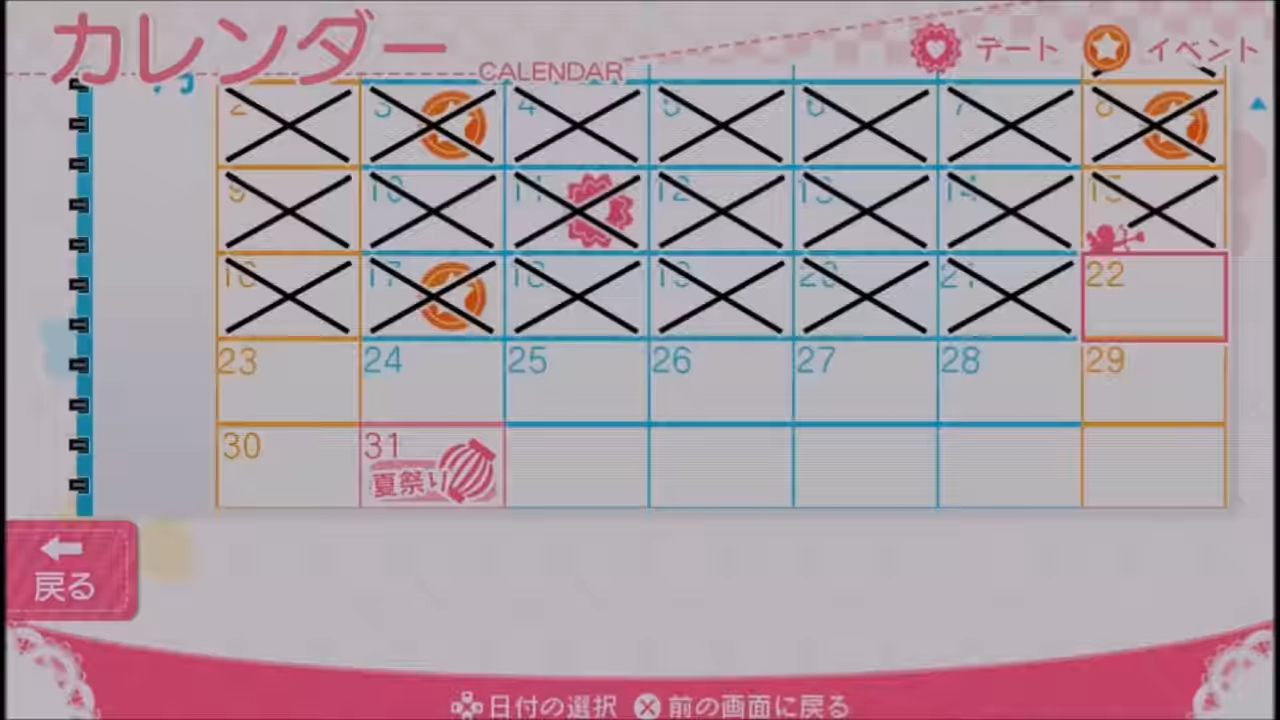 カレンダー
CALENDAR
デート イベント
2 3 4 5 6 7 8
9 10 11 12 13 14 15
16 17 18 19 20 21 22
23 24 25 26 27 28 29
30 31
夏祭り
戻る
日付の選択 前の画面に戻る